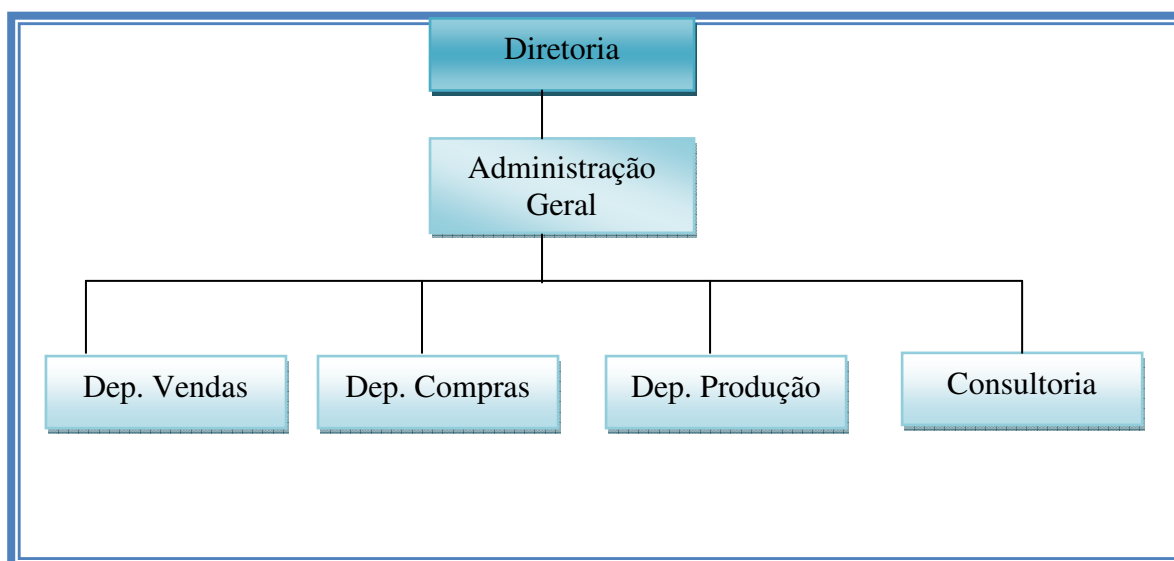 Diretoria
Administração
Geral
Dep. Vendas
Dep. Compras
Dep. Produção
Consultoria